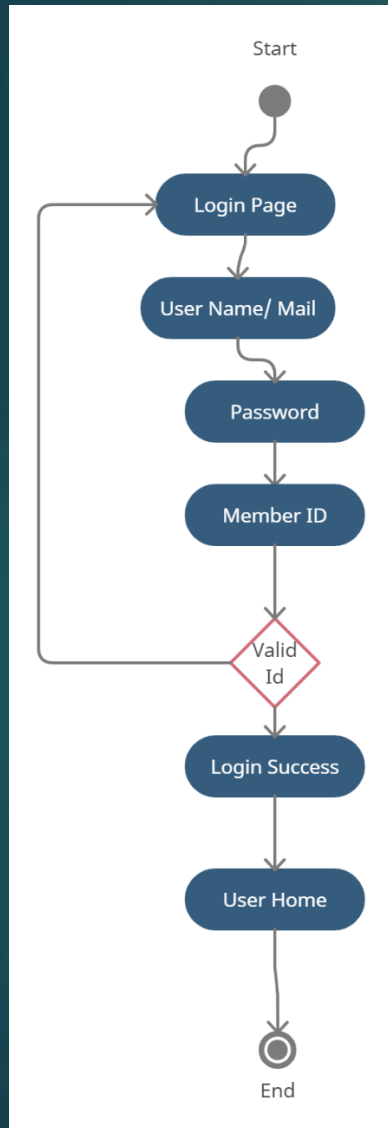 Start
Login Page
User Name/ Mail
Password
Member ID
Valid
Id
Login Success
User Home
End